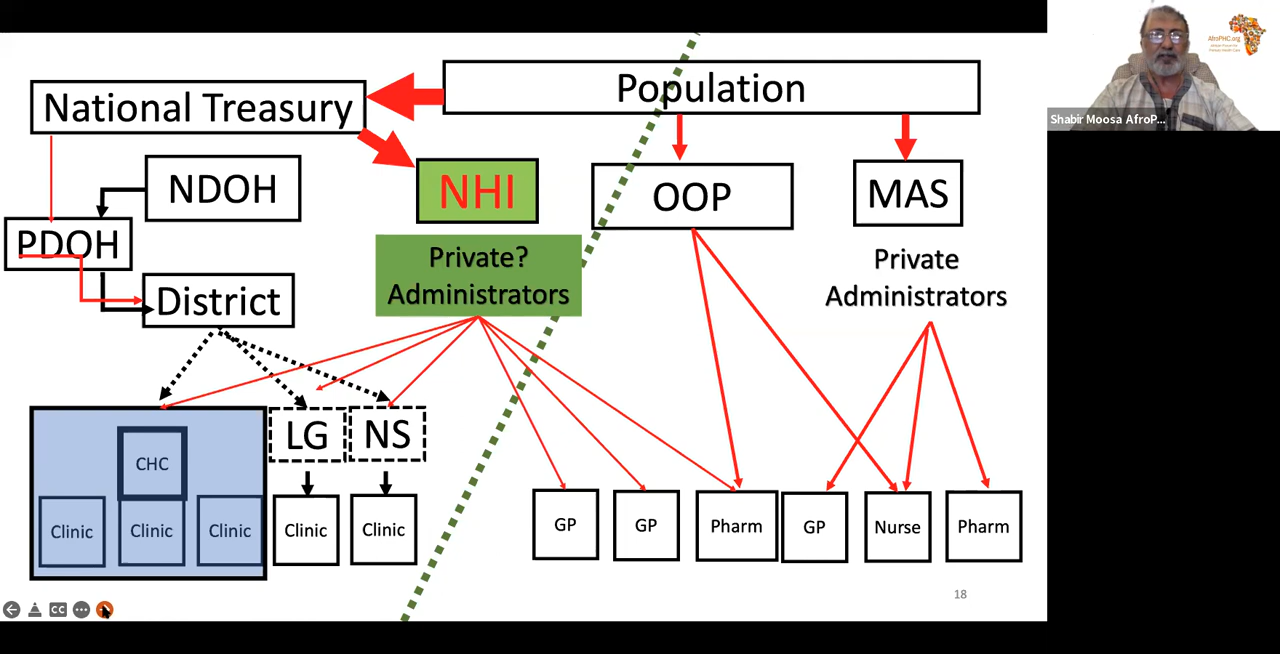 Population
National Treasury
NDOH
NHI
OOP
MAS
PDOH
Private?
Administrators
Private
Administrators
District
LG
NS
CHC
Clinic
Clinic
Clinic
Clinic
Clinic
GP
GP
Pharm
GP
Nurse
Pharm
18
CC
Shabir Moosa AfroP...
AfroPHC.org